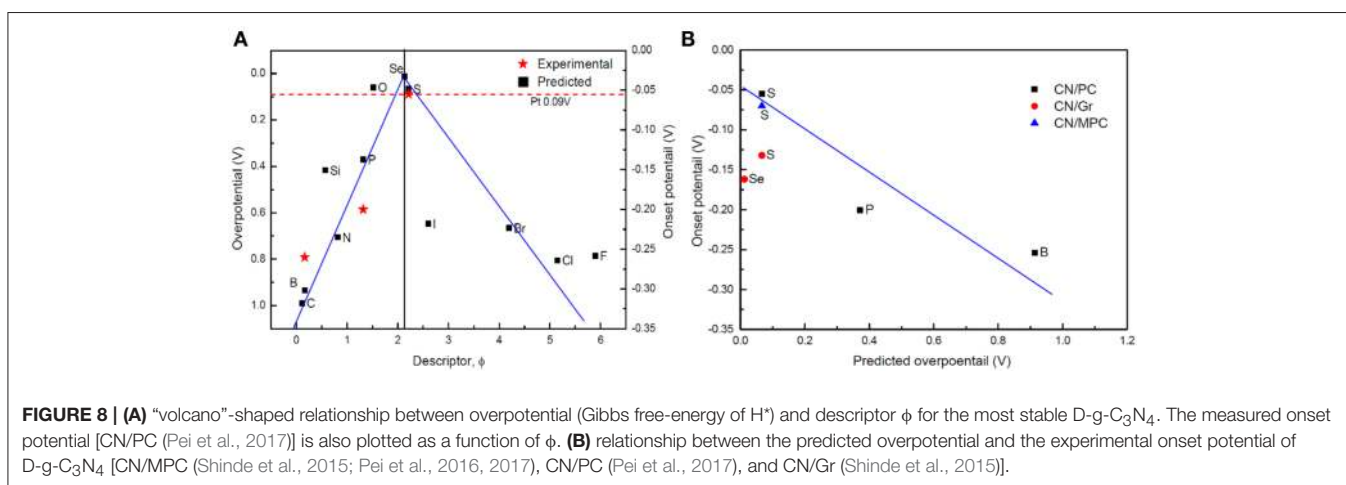 A
B
0.0
0.2
0.4
0.6
0.8
1.0
Overpotential (V)
0 1 2 3 4 5 6
Descriptor, ϕ
0.00
-0.05
-0.10
-0.15
-0.20
-0.25
-0.30
-0.35
Onset potentail (V)
Experimental
Predicted
Pt 0.09V
Se
O
S
P
Si
N
I
Br
Cl
F
B
C
0.00
-0.05
-0.10
-0.15
-0.20
-0.25
-0.30
-0.35
Onset potential (V)
0.0 0.2 0.4 0.6 0.8 1.0 1.2
Predicted overpoentail (V)
CN/PC
CN/Gr
CN/MPC
S
S
S
Se
P
B
FIGURE 8 | (A) “volcano”-shaped relationship between overpotential (Gibbs free-energy of H*) and descriptor ϕ for the most stable D-g-C₃N₄. The measured onset
potential [CN/PC (Pei et al., 2017)] is also plotted as a function of ϕ. (B) relationship between the predicted overpotential and the experimental onset potential of
D-g-C₃N₄ [CN/MPC (Shinde et al., 2015; Pei et al., 2016, 2017), CN/PC (Pei et al., 2017), and CN/Gr (Shinde et al., 2015)].